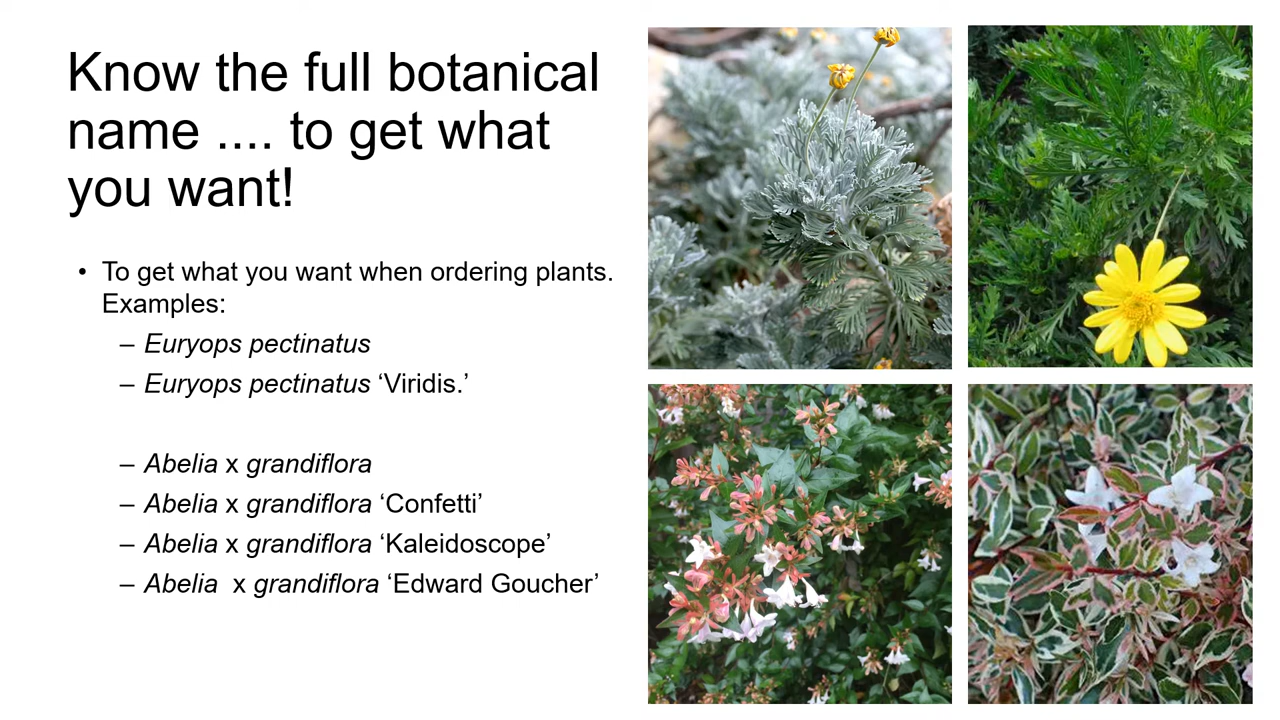 Know the full botanical
name .... to get what
you want!
• To get what you want when ordering plants.
Examples:
– Euryops pectinatus
– Euryops pectinatus ‘Viridis.’
– Abelia x grandiflora
– Abelia x grandiflora ‘Confetti’
– Abelia x grandiflora ‘Kaleidoscope’
– Abelia  x grandiflora ‘Edward Goucher’